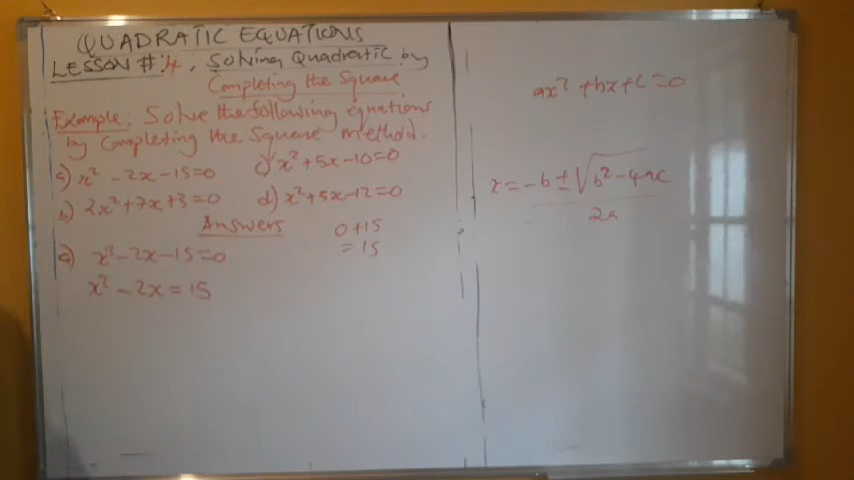 QUADRATIC EQUATIONS
LESSON #:4, Solving Quadratic by
Completing the Square
Example: Solve the following equations
by completing the Square method.
a) x² - 2x - 15 = 0 c) x² + 5x - 10 = 0
b) 2x² + 7x + 3 = 0 d) x² + 5x - 12 = 0
Answers
0 + 15
= 15
a) x² - 2x - 15 = 0
x² - 2x = 15
ax² + bx + c = 0
x = -b ± √b² - 4ac
2a